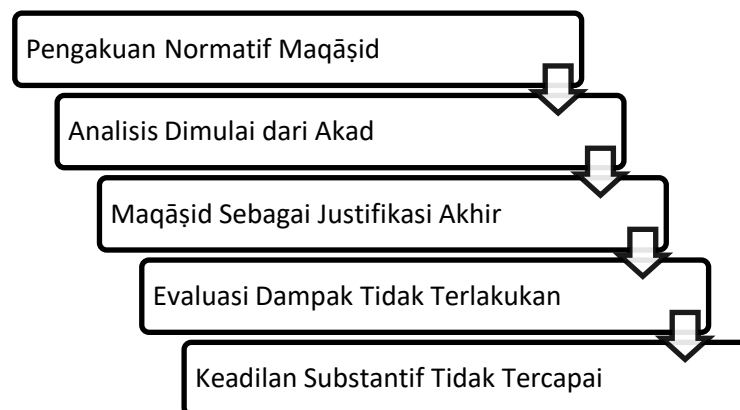 Pengakuan Normatif Maqāṣid
Analisis Dimulai dari Akad
Maqāṣid Sebagai Justifikasi Akhir
Evaluasi Dampak Tidak Terlakukan
Keadilan Substantif Tidak Tercapai